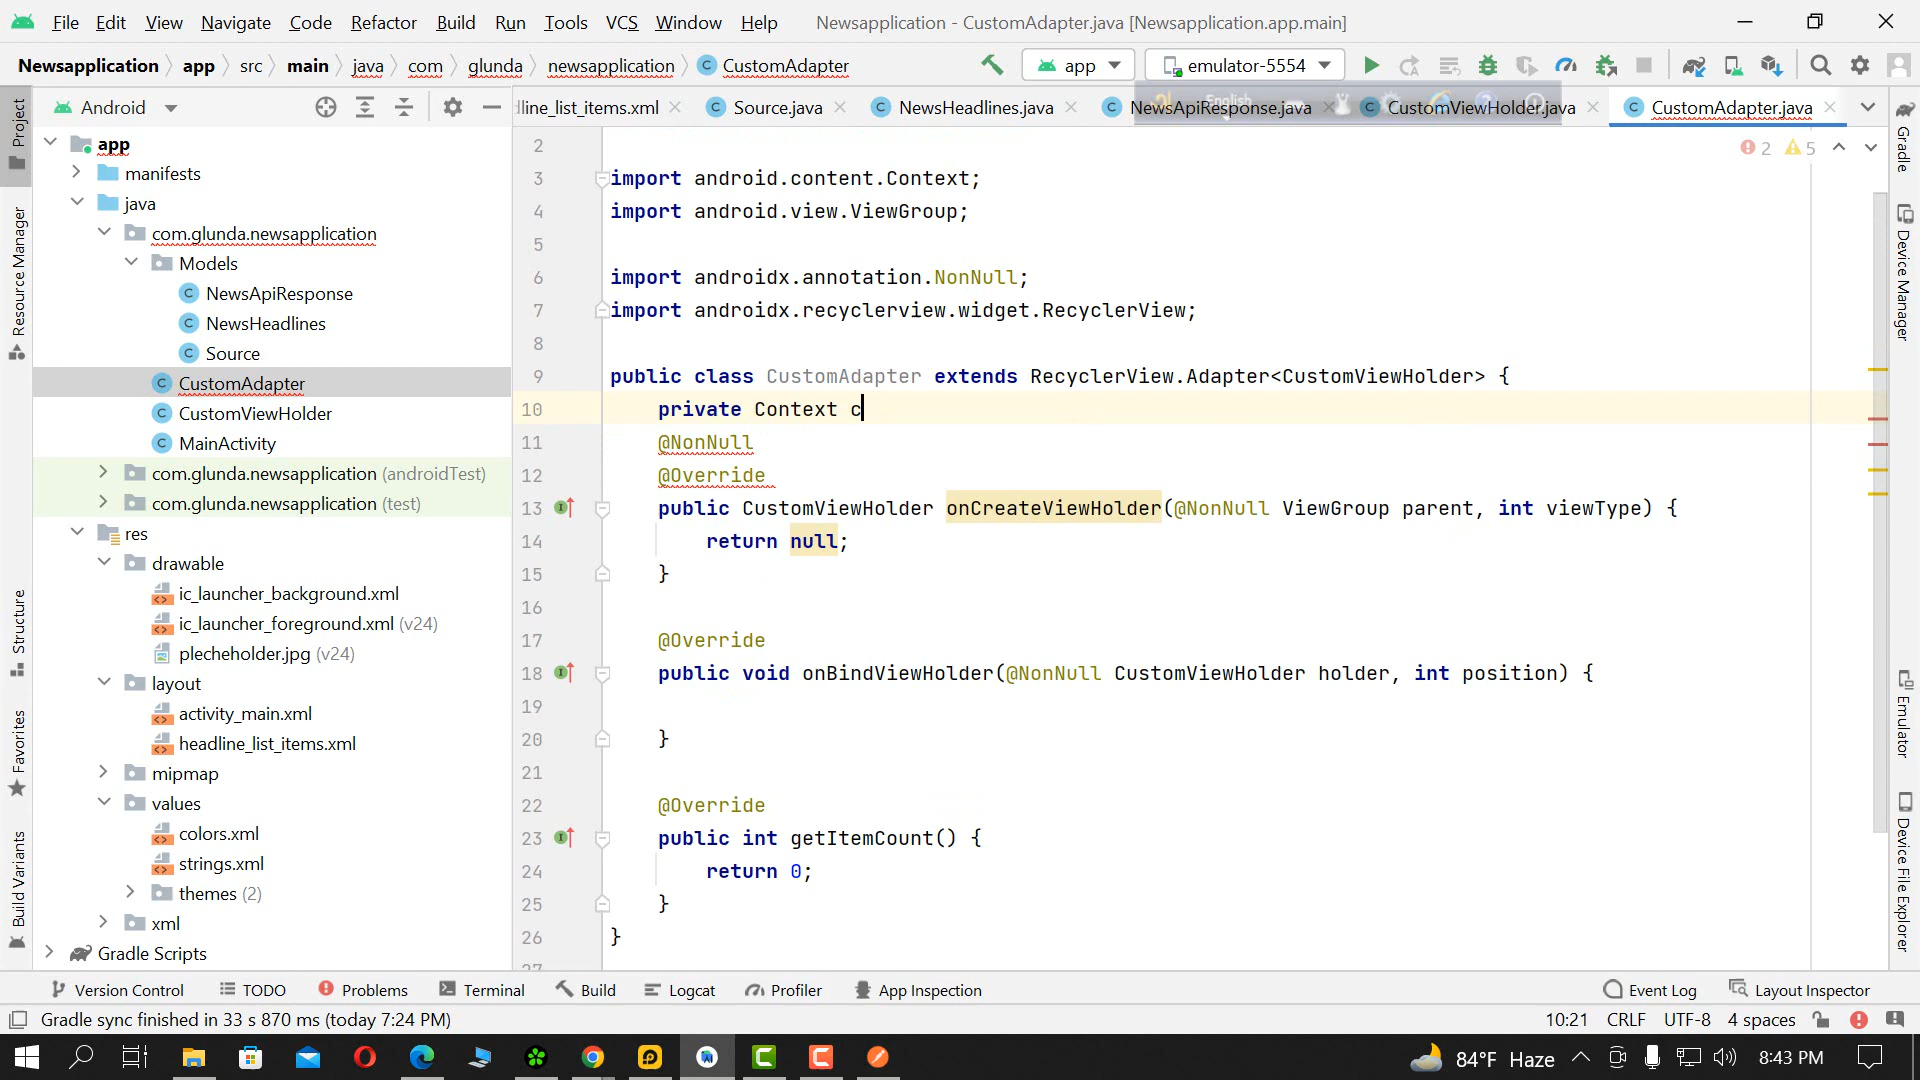 File Edit View Navigate Code Refactor Build Run Tools VCS Window Help Newsapplication - CustomAdapter.java [Newsapplication.app.main]
Newsapplication app src main java com glunda newsapplication CustomAdapter app emulator-5554
Android
line_list_items.xml Source.java NewsHeadlines.java NewsApiResponse.java CustomViewHolder.java CustomAdapter.java
English
Project
Resource Manager
Structure
Favorites
Build Variants
app
manifests
java
com.glunda.newsapplication
Models
NewsApiResponse
NewsHeadlines
Source
CustomAdapter
CustomViewHolder
MainActivity
com.glunda.newsapplication (androidTest)
com.glunda.newsapplication (test)
res
drawable
ic_launcher_background.xml
ic_launcher_foreground.xml (v24)
plecheholder.jpg (v24)
layout
activity_main.xml
headline_list_items.xml
mipmap
values
colors.xml
strings.xml
themes (2)
xml
Gradle Scripts
2 5
2
3 import android.content.Context;
4 import android.view.ViewGroup;
5
6 import androidx.annotation.NonNull;
7 import androidx.recyclerview.widget.RecyclerView;
8
9 public class CustomAdapter extends RecyclerView.Adapter<CustomViewHolder> {
10 private Context c
11 @NonNull
12 @Override
13 public CustomViewHolder onCreateViewHolder(@NonNull ViewGroup parent, int viewType) {
14 return null;
15 }
16
17 @Override
18 public void onBindViewHolder(@NonNull CustomViewHolder holder, int position) {
19
20 }
21
22 @Override
23 public int getItemCount() {
24 return 0;
25 }
26 }
27
Gradle
Device Manager
Emulator
Device File Explorer
Version Control TODO Problems Terminal Build Logcat Profiler App Inspection Event Log Layout Inspector
Gradle sync finished in 33 s 870 ms (today 7:24 PM) 10:21 CRLF UTF-8 4 spaces
84°F Haze 8:43 PM